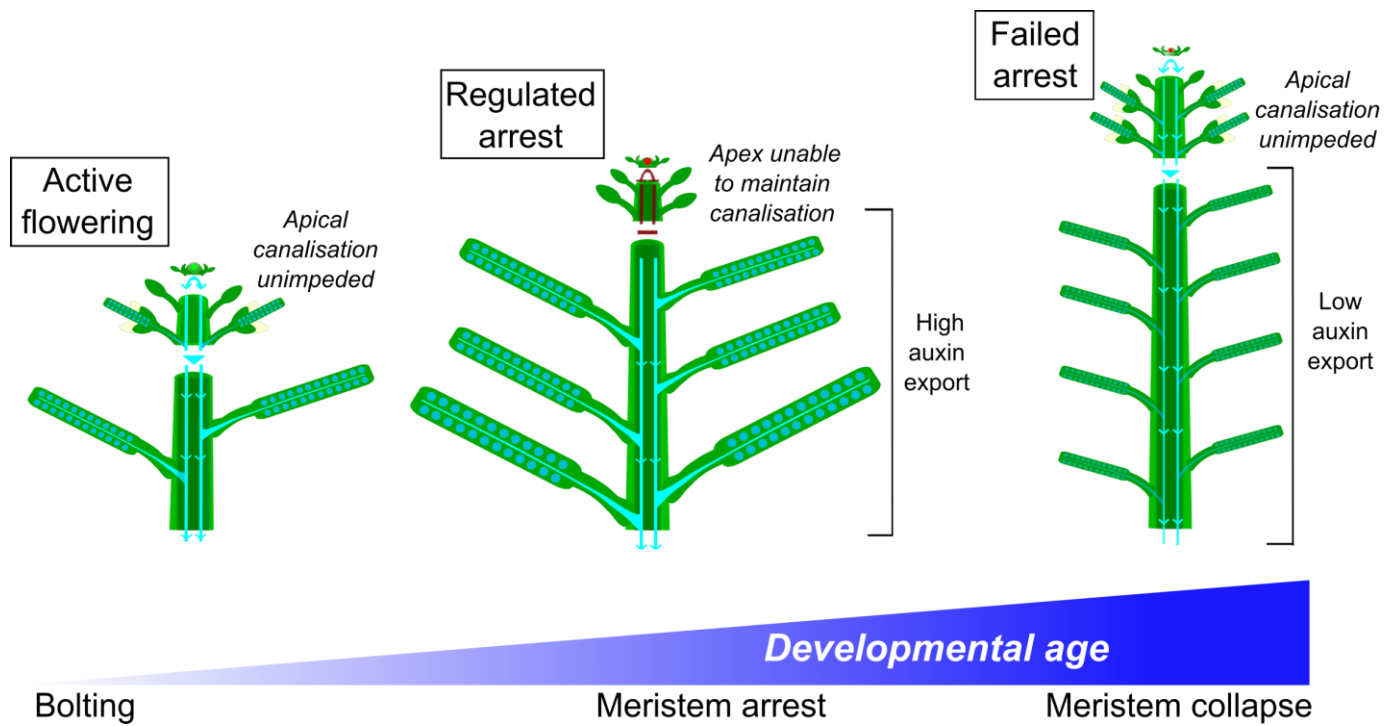 Active
flowering
Apical
canalisation
unimpeded
Regulated
arrest
Apex unable
to maintain
canalisation
High
auxin
export
Failed
arrest
Apical
canalisation
unimpeded
Low
auxin
export
Developmental age
Bolting
Meristem arrest
Meristem collapse